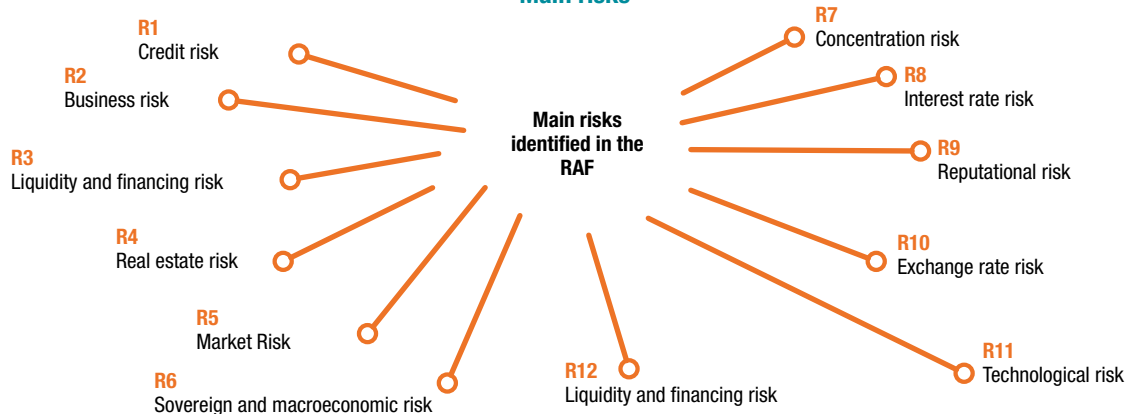 Main risks
R1
Credit risk
R2
Business risk
R3
Liquidity and financing risk
R4
Real estate risk
R5
Market Risk
R6
Sovereign and macroeconomic risk
Main risks
identified in the
RAF
R7
Concentration risk
R8
Interest rate risk
R9
Reputational risk
R10
Exchange rate risk
R11
Technological risk
R12
Liquidity and financing risk